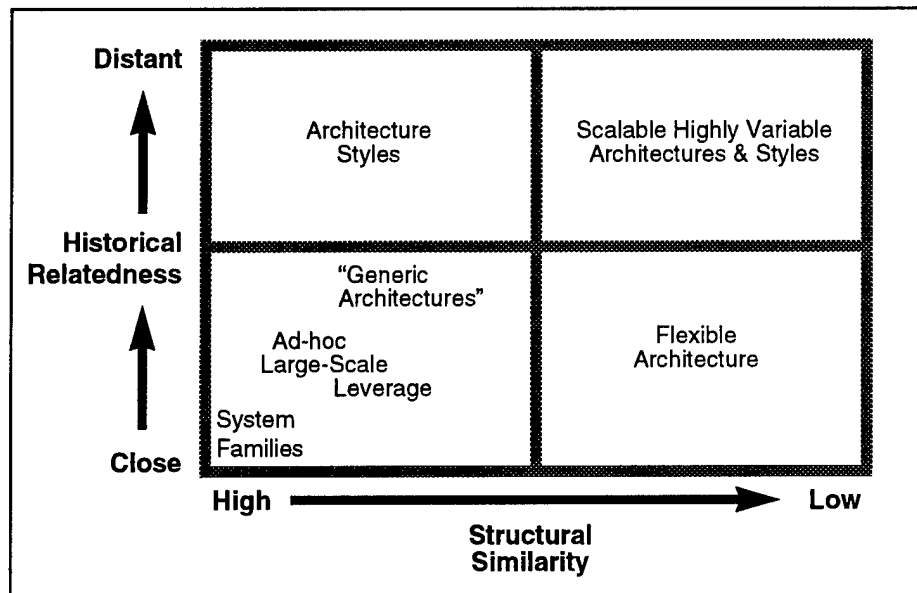 Distant
Architecture
Styles
Scalable Highly Variable
Architectures & Styles
Historical
Relatedness
“Generic
Architectures”
Ad-hoc
Large-Scale
Leverage
Flexible
Architecture
System
Families
Close
High
Low
Structural
Similarity